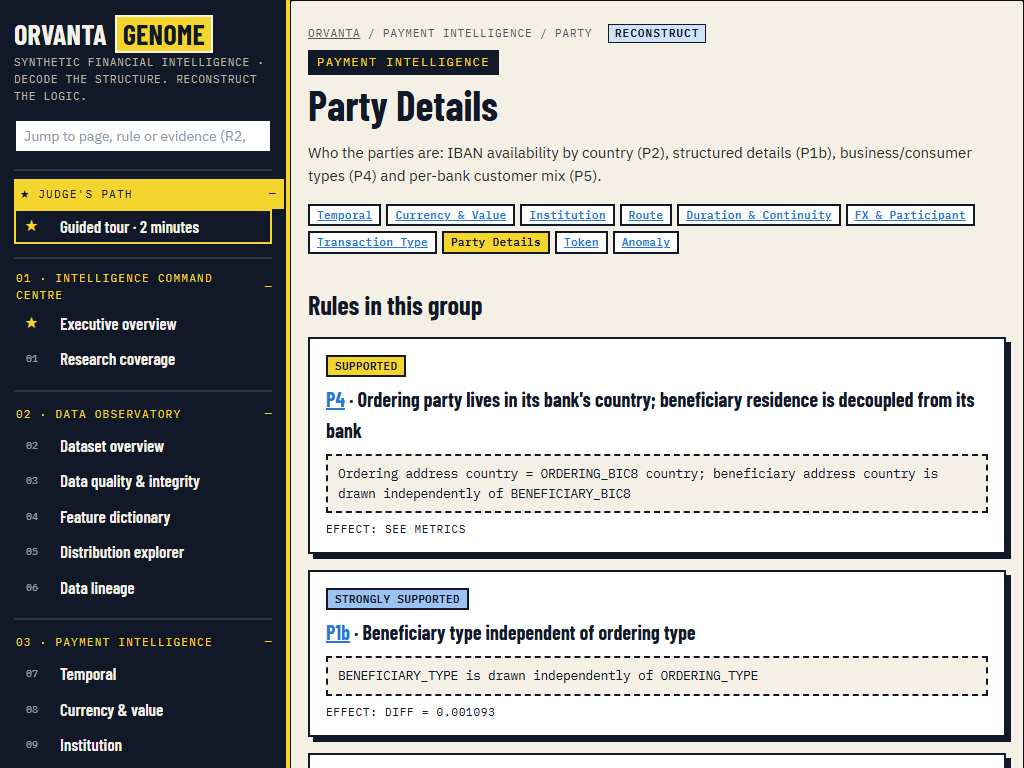 ORVANTA GENOME
SYNTHETIC FINANCIAL INTELLIGENCE ·
DECODE THE STRUCTURE. RECONSTRUCT
THE LOGIC.
Jump to page, rule or evidence (R2,
★ JUDGE'S PATH –
★ Guided tour · 2 minutes
01 · INTELLIGENCE COMMAND
CENTRE –
★ Executive overview
01 Research coverage
02 · DATA OBSERVATORY –
02 Dataset overview
03 Data quality & integrity
04 Feature dictionary
05 Distribution explorer
06 Data lineage
03 · PAYMENT INTELLIGENCE –
07 Temporal
08 Currency & value
09 Institution
ORVANTA / PAYMENT INTELLIGENCE / PARTY RECONSTRUCT
PAYMENT INTELLIGENCE
Party Details
Who the parties are: IBAN availability by country (P2), structured details (P1b), business/consumer
types (P4) and per-bank customer mix (P5).
Temporal Currency & Value Institution Route Duration & Continuity FX & Participant
Transaction Type Party Details Token Anomaly
Rules in this group
SUPPORTED
P4 · Ordering party lives in its bank's country; beneficiary residence is decoupled from its
bank
Ordering address country = ORDERING_BIC8 country; beneficiary address country is
drawn independently of BENEFICIARY_BIC8
EFFECT: SEE METRICS
STRONGLY SUPPORTED
P1b · Beneficiary type independent of ordering type
BENEFICIARY_TYPE is drawn independently of ORDERING_TYPE
EFFECT: DIFF = 0.001093